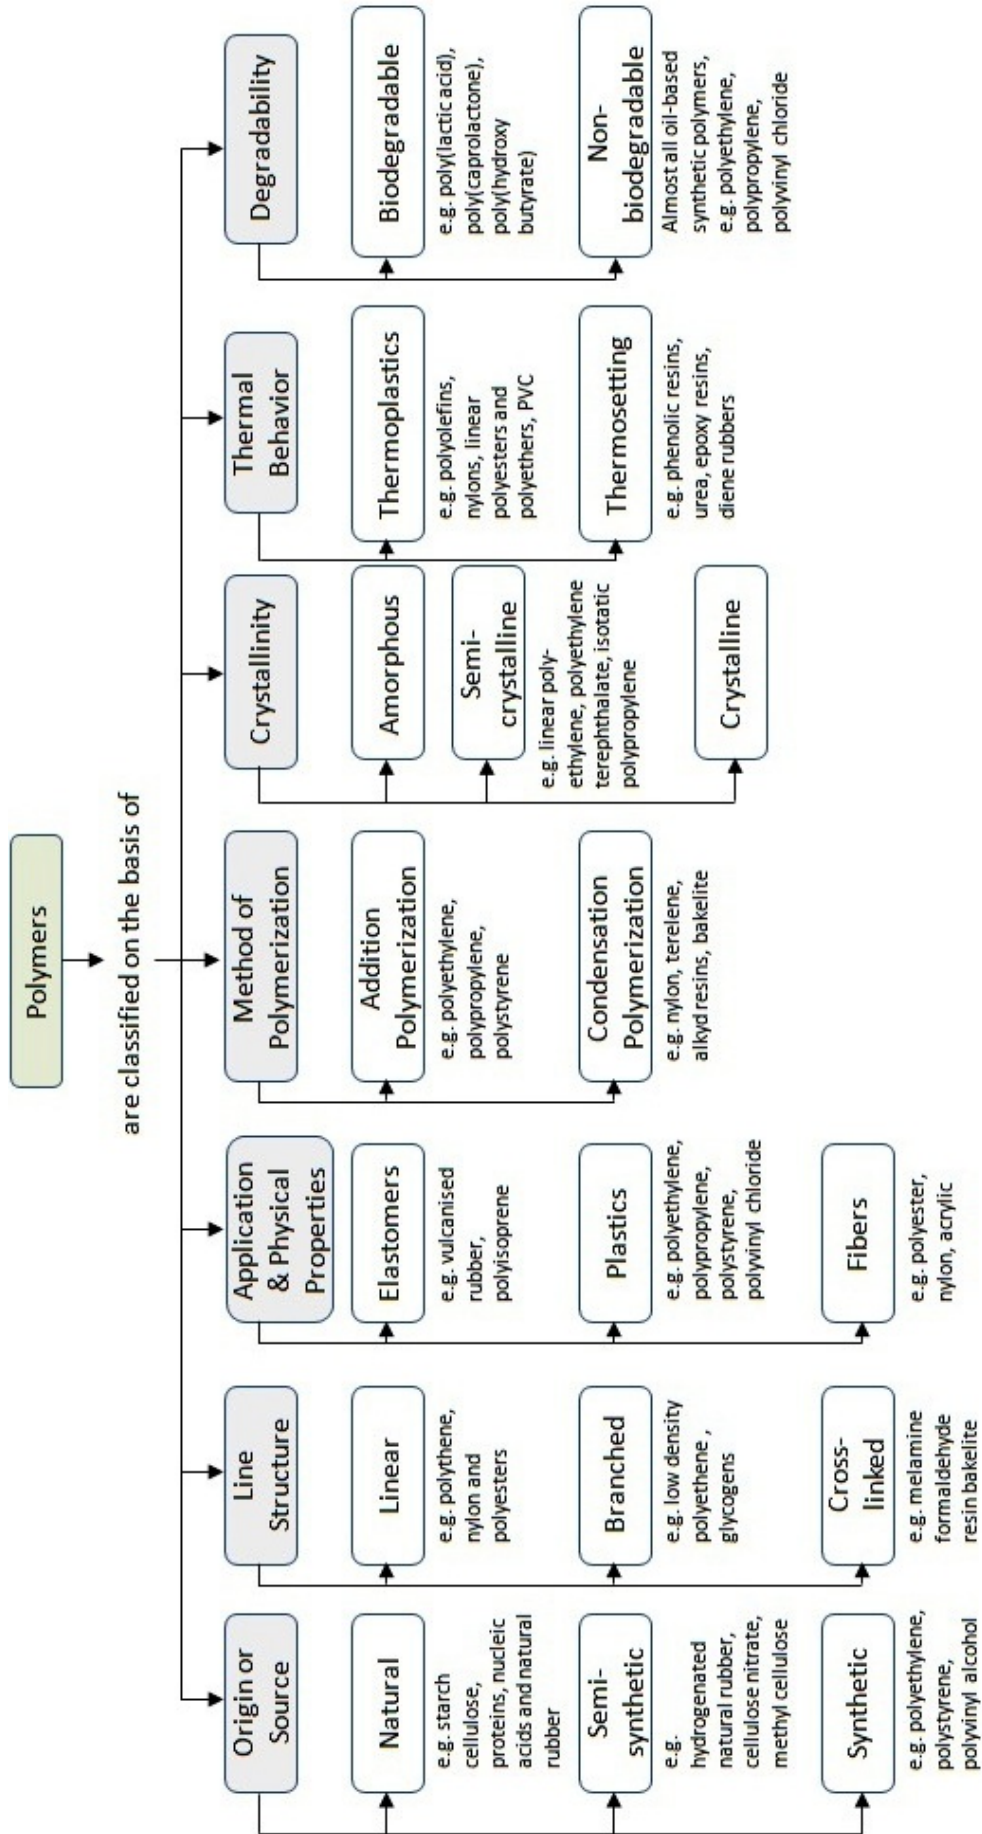 Polymers
are classified on the basis of
Origin or
Source
Natural
e.g. starch
cellulose,
proteins, nucleic
acids and natural
rubber
Semi-
synthetic
e.g.
hydrogenated
natural rubber,
cellulose nitrate,
methyl cellulose
Synthetic
e.g. polyethylene,
polystyrene,
polyvinyl alcohol
Line
Structure
Linear
e.g. polythene,
nylon and
polyesters
Branched
e.g. low density
polyethene ,
glycogens
Cross-
linked
e.g. melamine
formaldehyde
resin bakelite
Application
& Physical
Properties
Elastomers
e.g. vulcanised
rubber,
polyisoprene
Plastics
e.g. polyethylene,
polypropylene,
polystyrene,
polyvinyl chloride
Fibers
e.g. polyester,
nylon, acrylic
Method of
Polymerization
Addition
Polymerization
e.g. polyethylene,
polypropylene,
polystyrene
Condensation
Polymerization
e.g. nylon, terelene,
alkyd resins, bakelite
Crystallinity
Amorphous
Semi-
crystalline
e.g. linear poly-
ethylene, polyethylene
terephthalate, isotatic
polypropylene
Crystalline
Thermal
Behavior
Thermoplastics
e.g. polyolefins,
nylons, linear
polyesters and
polyethers, PVC
Thermosetting
e.g. phenolic resins,
urea, epoxy resins,
diene rubbers
Degradability
Biodegradable
e.g. poly(lactic acid),
poly(caprolactone),
poly(hydroxy
butyrate)
Non-
biodegradable
Almost all oil-based
synthetic polymers,
e.g. polyethylene,
polypropylene,
polyvinyl chloride